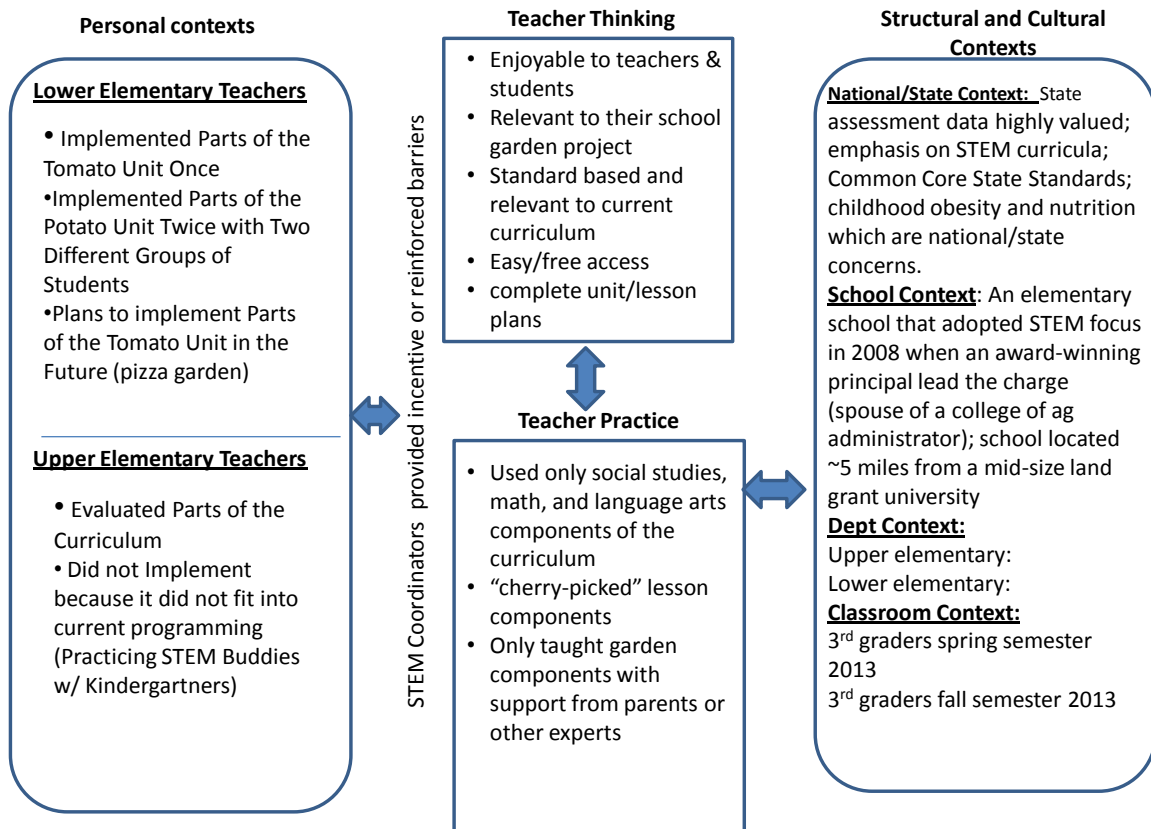 Personal contexts
Lower Elementary Teachers
• Implemented Parts of the
Tomato Unit Once
•Implemented Parts of the
Potato Unit Twice with Two
Different Groups of
Students
•Plans to implement Parts
of the Tomato Unit in the
Future (pizza garden)
Upper Elementary Teachers
• Evaluated Parts of the
Curriculum
• Did not Implement
because it did not fit into
current programming
(Practicing STEM Buddies
w/ Kindergartners)
STEM Coordinators provided incentive or reinforced barriers
Teacher Thinking
• Enjoyable to teachers &
students
• Relevant to their school
garden project
• Standard based and
relevant to current
curriculum
• Easy/free access
• complete unit/lesson
plans
Teacher Practice
• Used only social studies,
math, and language arts
components of the
curriculum
• “cherry-picked” lesson
components
• Only taught garden
components with
support from parents or
other experts
Structural and Cultural
Contexts
National/State Context: State
assessment data highly valued;
emphasis on STEM curricula;
Common Core State Standards;
childhood obesity and nutrition
which are national/state
concerns.
School Context: An elementary
school that adopted STEM focus
in 2008 when an award-winning
principal lead the charge
(spouse of a college of ag
administrator); school located
~5 miles from a mid-size land
grant university
Dept Context:
Upper elementary:
Lower elementary:
Classroom Context:
3rd graders spring semester
2013
3rd graders fall semester 2013